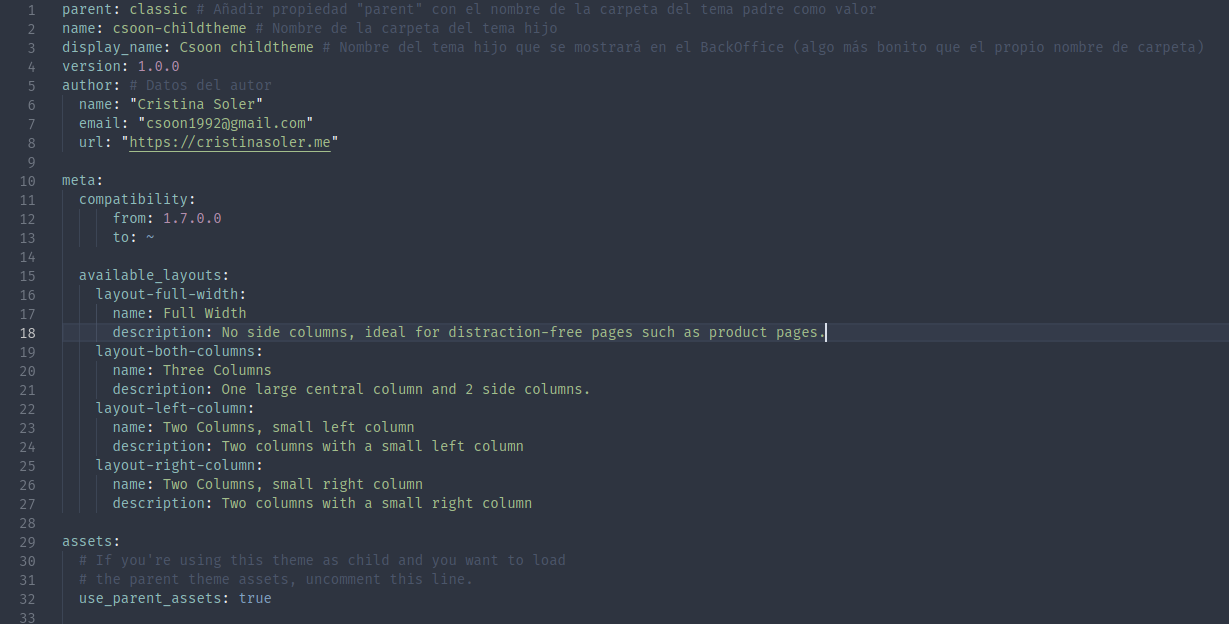 1 parent: classic # Añadir propiedad "parent" con el nombre de la carpeta del tema padre como valor
2 name: csoon-childtheme # Nombre de la carpeta del tema hijo
3 display_name: Csoon childtheme # Nombre del tema hijo que se mostrará en el BackOffice (algo más bonito que el propio nombre de carpeta)
4 version: 1.0.0
5 author: # Datos del autor
6 name: "Cristina Soler"
7 email: "csoon1992@gmail.com"
8 url: "https://cristinasoler.me"
9
10 meta:
11 compatibility:
12 from: 1.7.0.0
13 to: ~
14
15 available_layouts:
16 layout-full-width:
17 name: Full Width
18 description: No side columns, ideal for distraction-free pages such as product pages.
19 layout-both-columns:
20 name: Three Columns
21 description: One large central column and 2 side columns.
22 layout-left-column:
23 name: Two Columns, small left column
24 description: Two columns with a small left column
25 layout-right-column:
26 name: Two Columns, small right column
27 description: Two columns with a small right column
28
29 assets:
30 # If you're using this theme as child and you want to load
31 # the parent theme assets, uncomment this line.
32 use_parent_assets: true
33